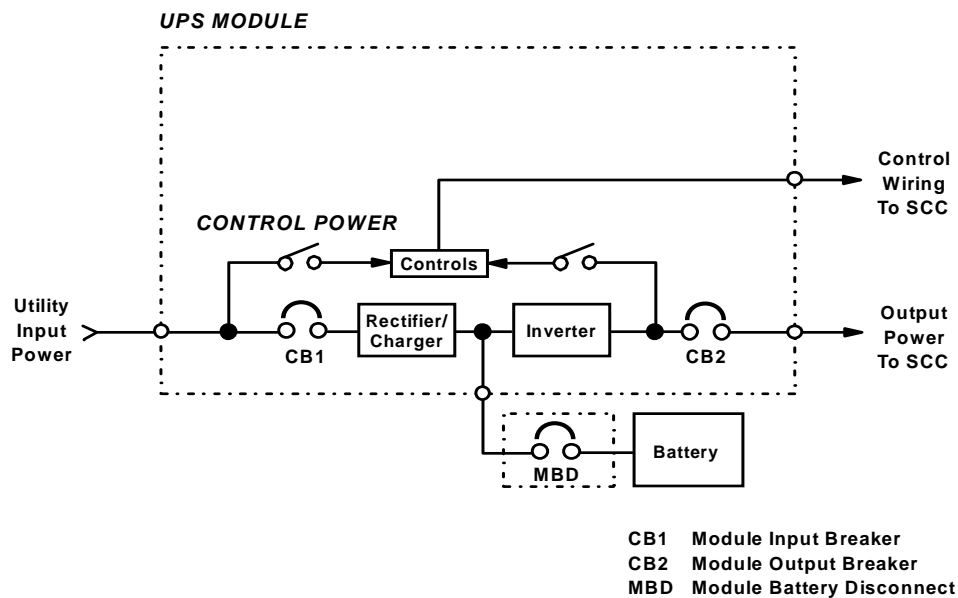 UPS MODULE
Control
Wiring
To SCC
CONTROL POWER
Controls
Utility
Input
Power
Rectifier/
Charger
Inverter
Output
Power
To SCC
CB1
CB2
MBD
Battery
CB1 Module Input Breaker
CB2 Module Output Breaker
MBD Module Battery Disconnect